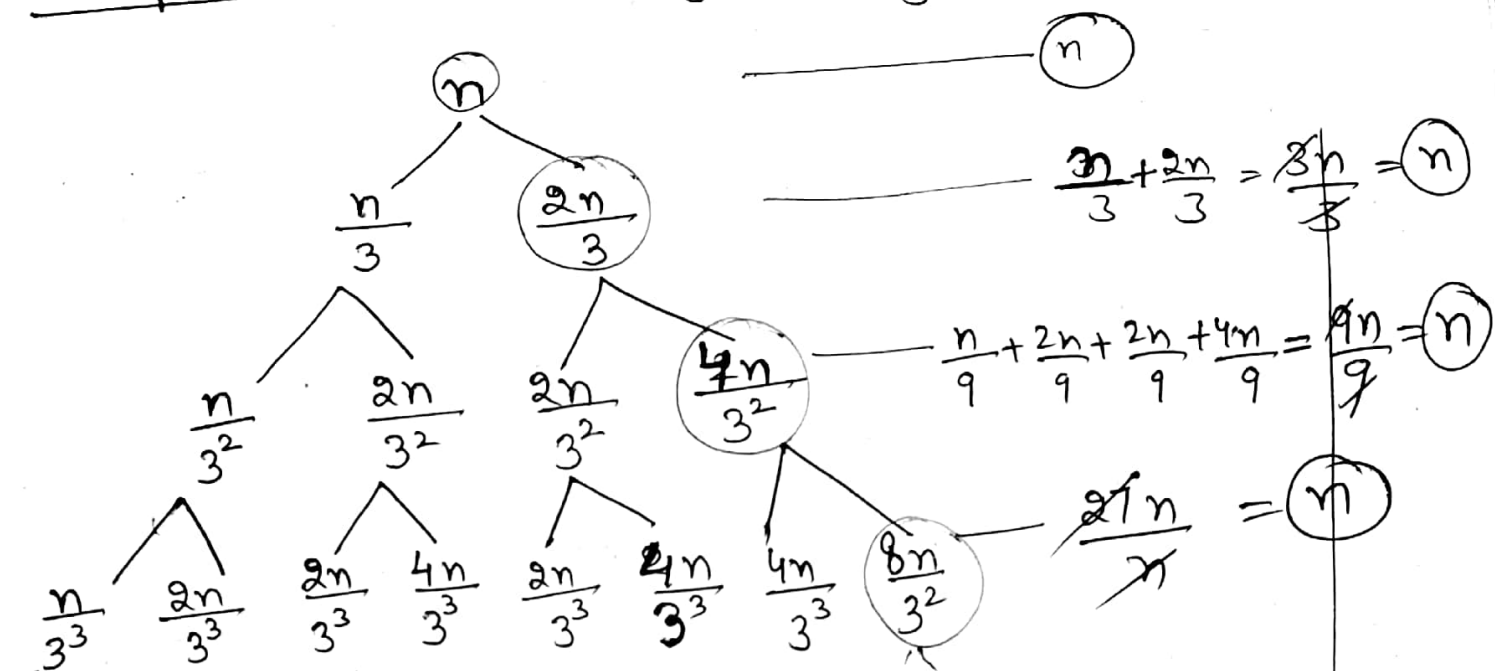 n n
n/3 2n/3 n/3 + 2n/3 = 3n/3 = n
n/3² 2n/3² 2n/3² 4n/3² n/9 + 2n/9 + 2n/9 + 4n/9 = 9n/9 = n
n/3³ 2n/3³ 2n/3³ 4n/3³ 2n/3³ 4n/3³ 4n/3³ 8n/3² 27n/n = n